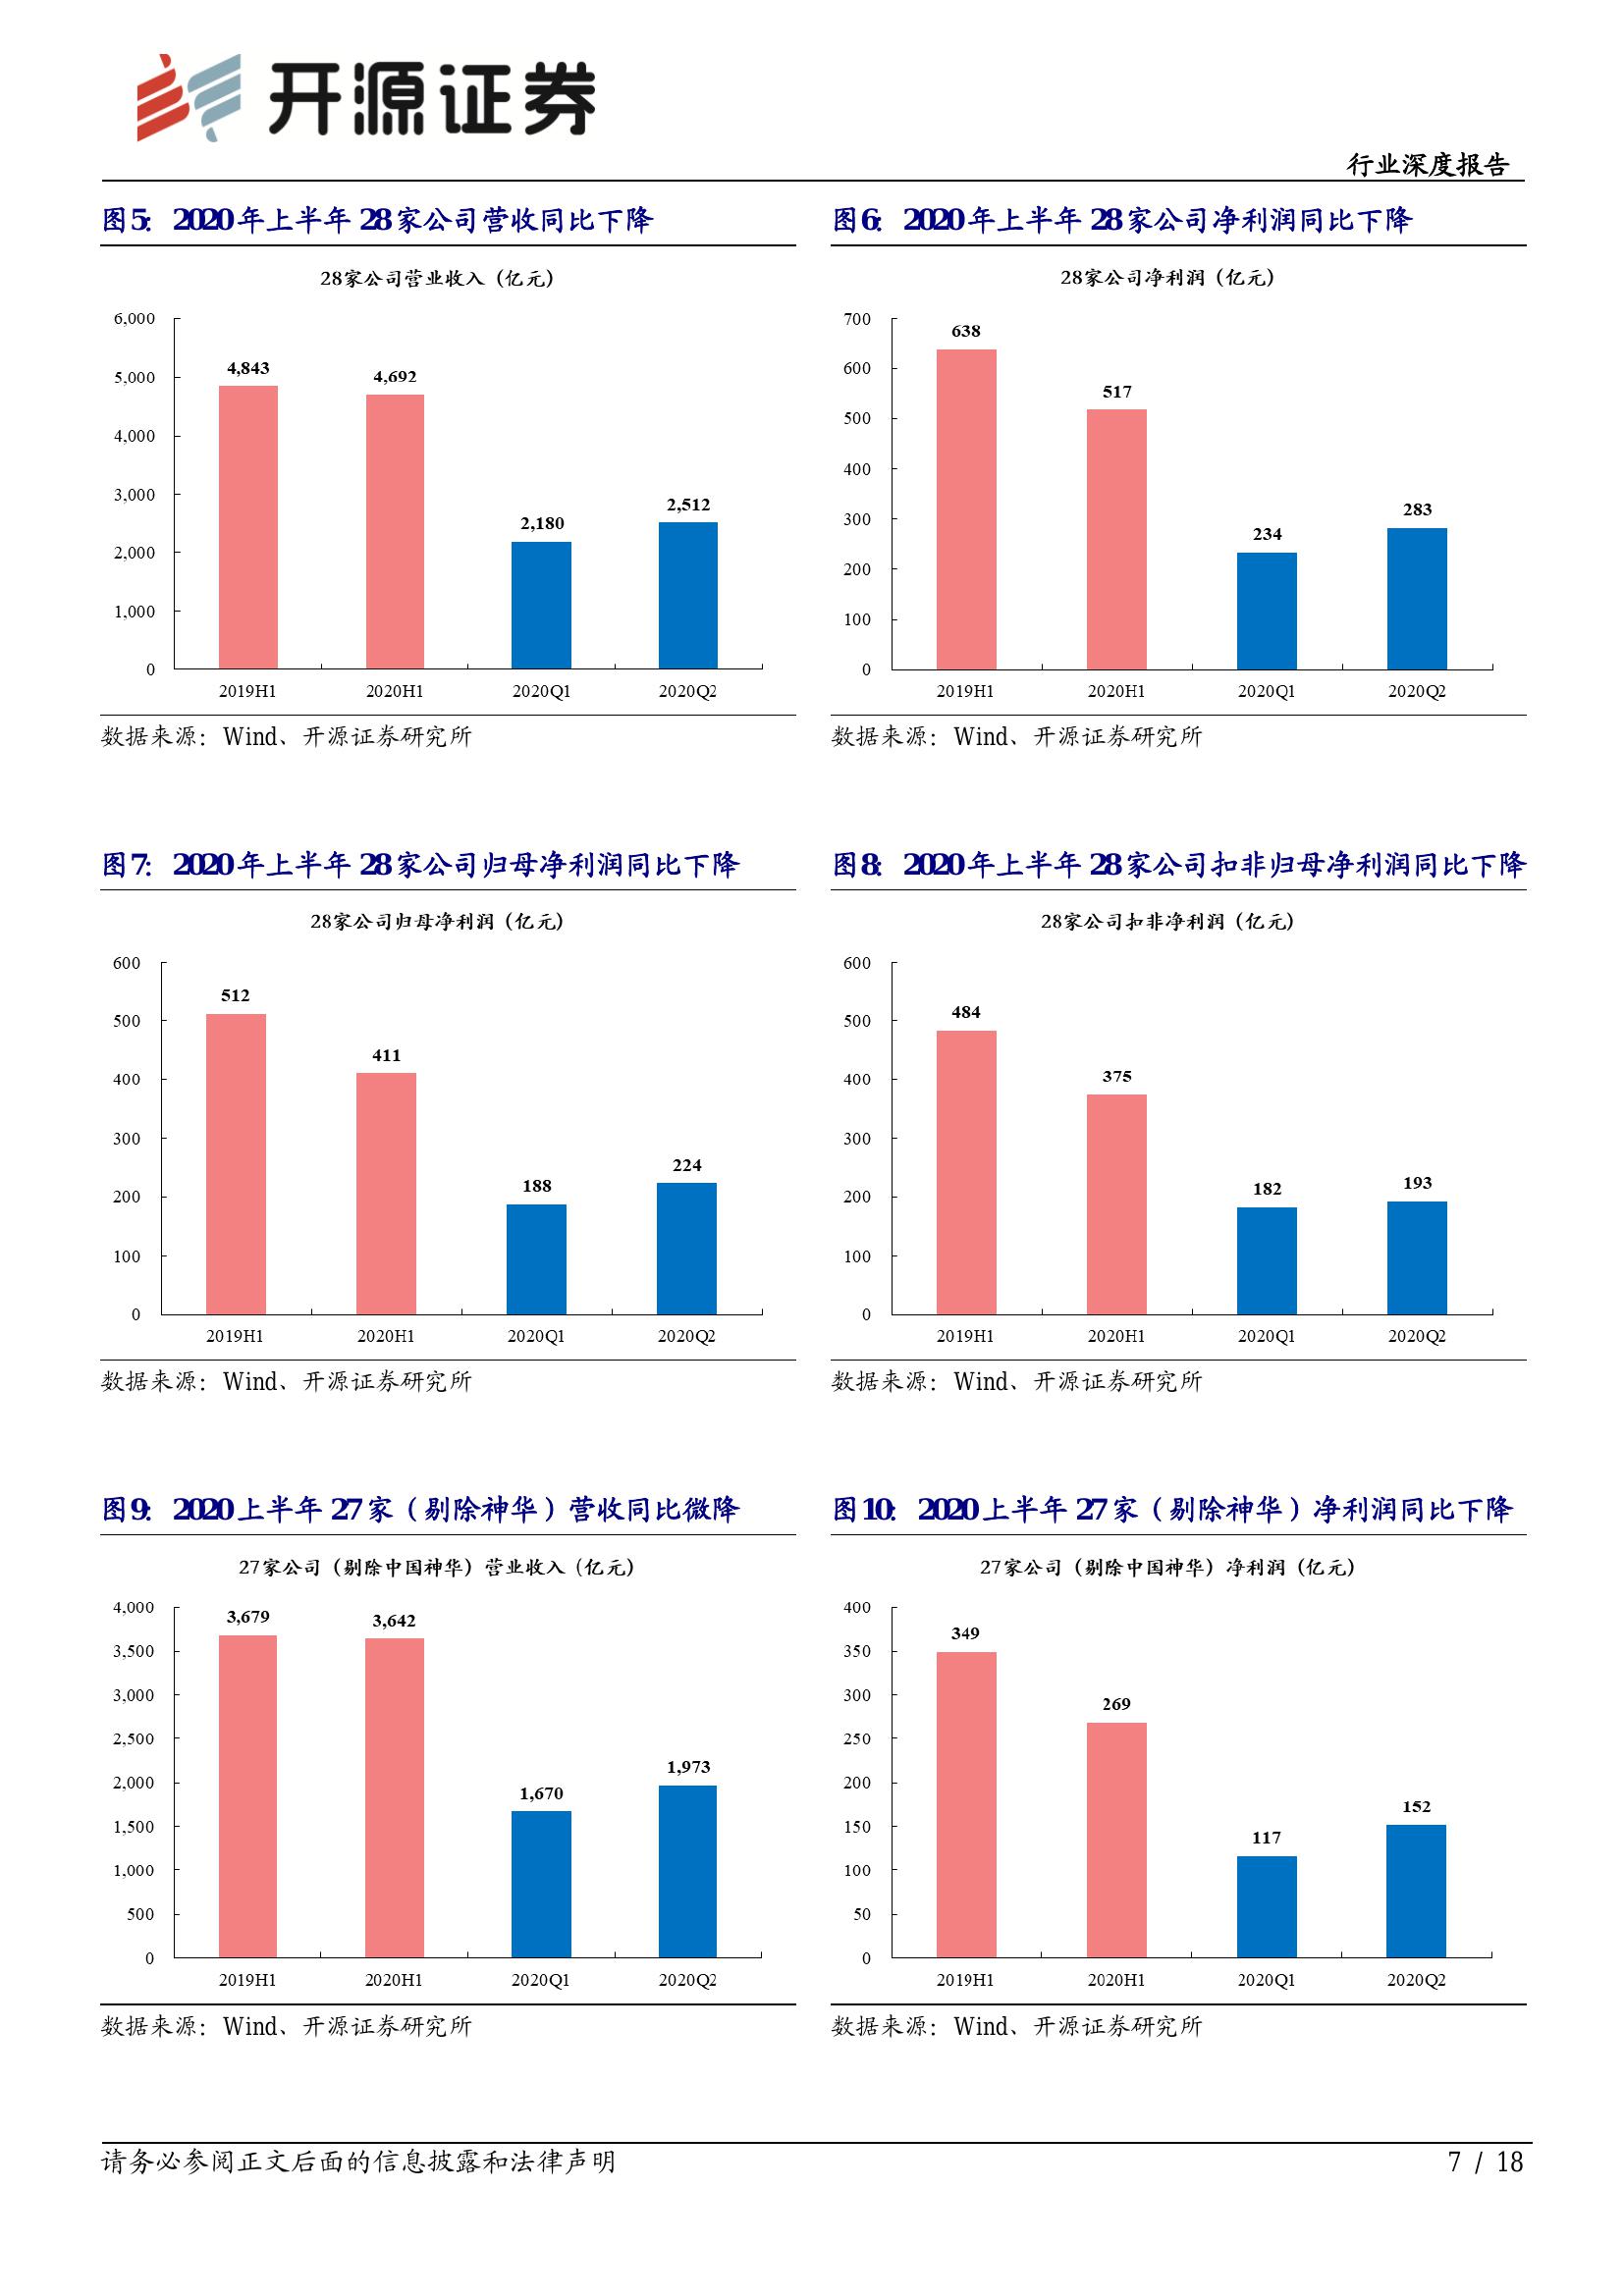 开源证券
行业深度报告
图5： 2020年上半年28家公司营收同比下降
28家公司营业收入（亿元）
6,000
5,000
4,000
3,000
2,000
1,000
0
4,843
4,692
2,180
2,512
2019H1 2020H1 2020Q1 2020Q2
数据来源：Wind、开源证券研究所
图6： 2020年上半年28家公司净利润同比下降
28家公司净利润（亿元）
700
600
500
400
300
200
100
0
638
517
234
283
2019H1 2020H1 2020Q1 2020Q2
数据来源：Wind、开源证券研究所
图7： 2020年上半年28家公司归母净利润同比下降
28家公司归母净利润（亿元）
600
500
400
300
200
100
0
512
411
188
224
2019H1 2020H1 2020Q1 2020Q2
数据来源：Wind、开源证券研究所
图8： 2020年上半年28家公司扣非归母净利润同比下降
28家公司扣非净利润（亿元）
600
500
400
300
200
100
0
484
375
182
193
2019H1 2020H1 2020Q1 2020Q2
数据来源：Wind、开源证券研究所
图9： 2020上半年27家（剔除神华）营收同比微降
27家公司（剔除中国神华）营业收入（亿元）
4,000
3,500
3,000
2,500
2,000
1,500
1,000
500
0
3,679
3,642
1,670
1,973
2019H1 2020H1 2020Q1 2020Q2
数据来源：Wind、开源证券研究所
图10： 2020上半年27家（剔除神华）净利润同比下降
27家公司（剔除中国神华）净利润（亿元）
400
350
300
250
200
150
100
50
0
349
269
117
152
2019H1 2020H1 2020Q1 2020Q2
数据来源：Wind、开源证券研究所
请务必参阅正文后面的信息披露和法律声明
7 / 18